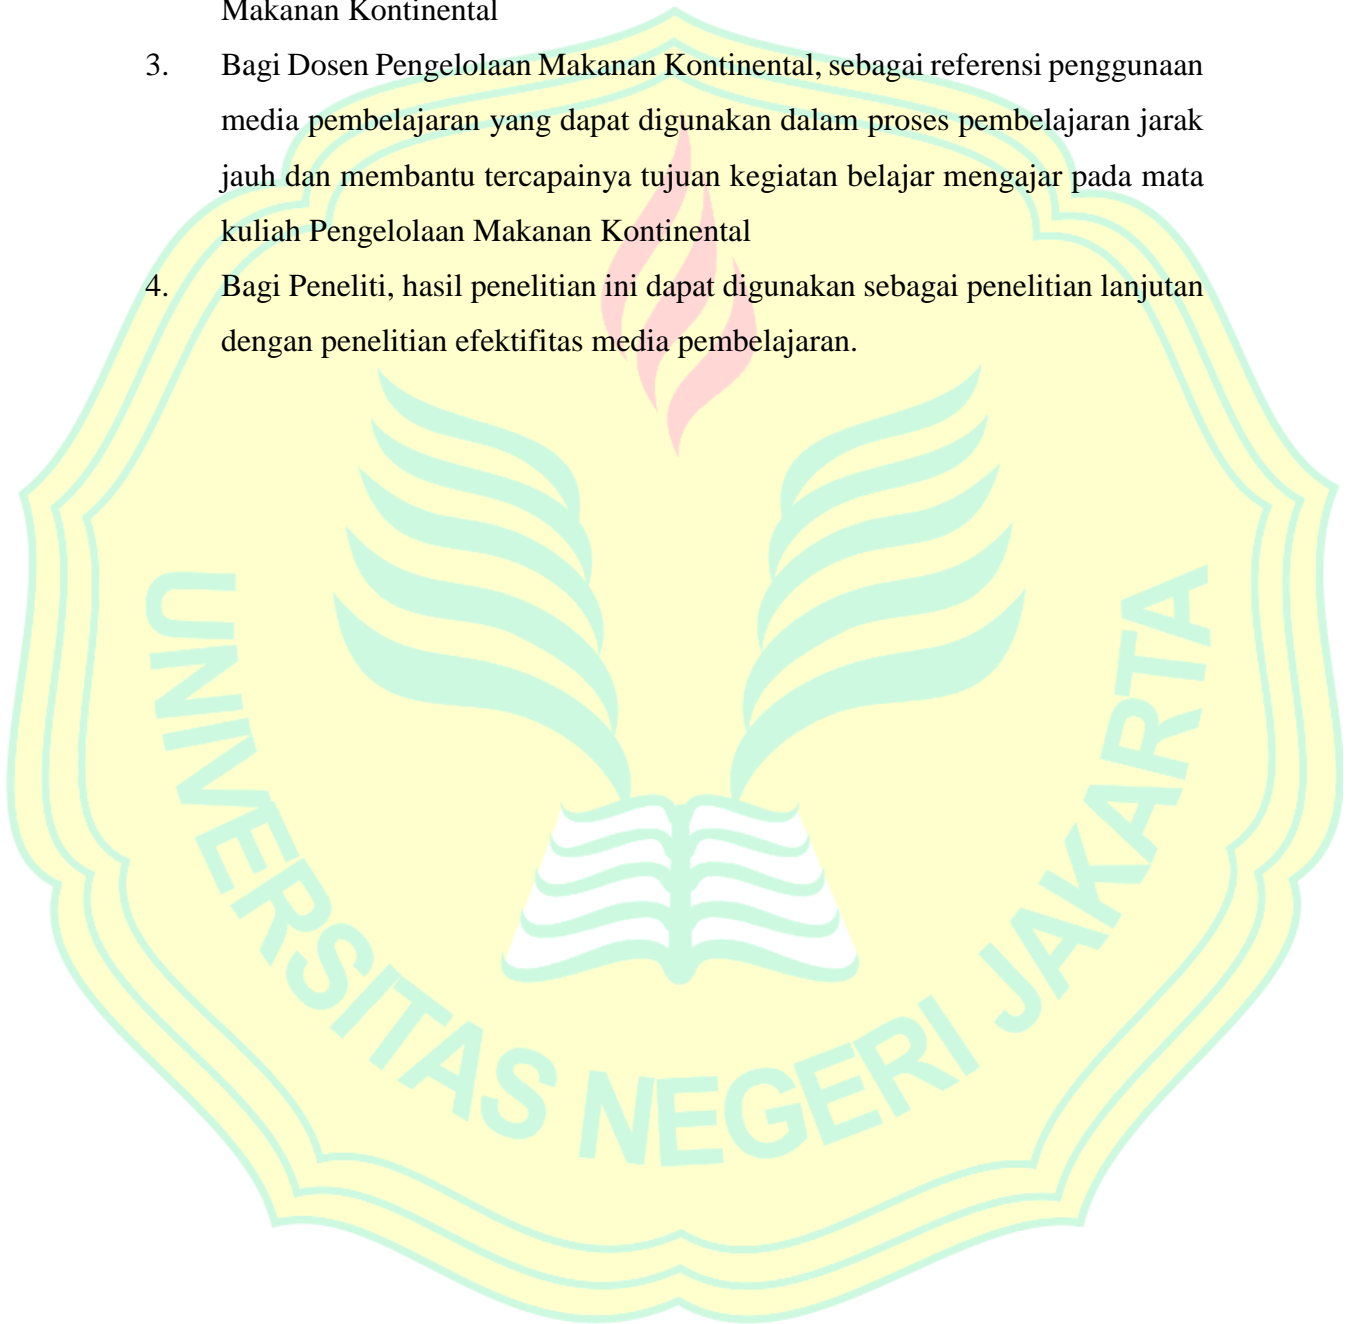 Makanan Kontinental
3. Bagi Dosen Pengelolaan Makanan Kontinental, sebagai referensi penggunaan
media pembelajaran yang dapat digunakan dalam proses pembelajaran jarak
jauh dan membantu tercapainya tujuan kegiatan belajar mengajar pada mata
kuliah Pengelolaan Makanan Kontinental
4. Bagi Peneliti, hasil penelitian ini dapat digunakan sebagai penelitian lanjutan
dengan penelitian efektifitas media pembelajaran.
UNIVERSITAS NEGERI JAKARTA